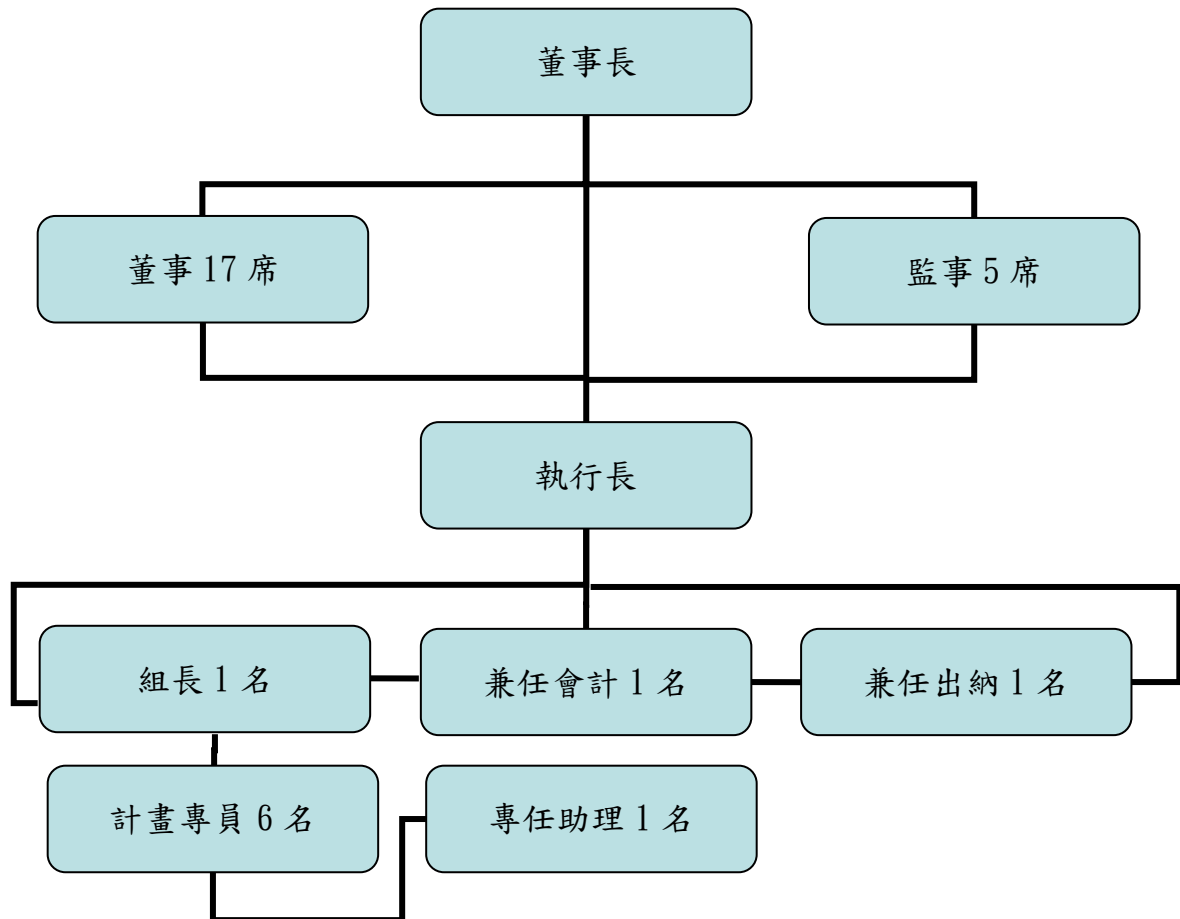 董事長
董事 17 席
監事 5 席
執行長
組長 1 名
兼任會計 1 名
兼任出納 1 名
計畫專員 6 名
專任助理 1 名